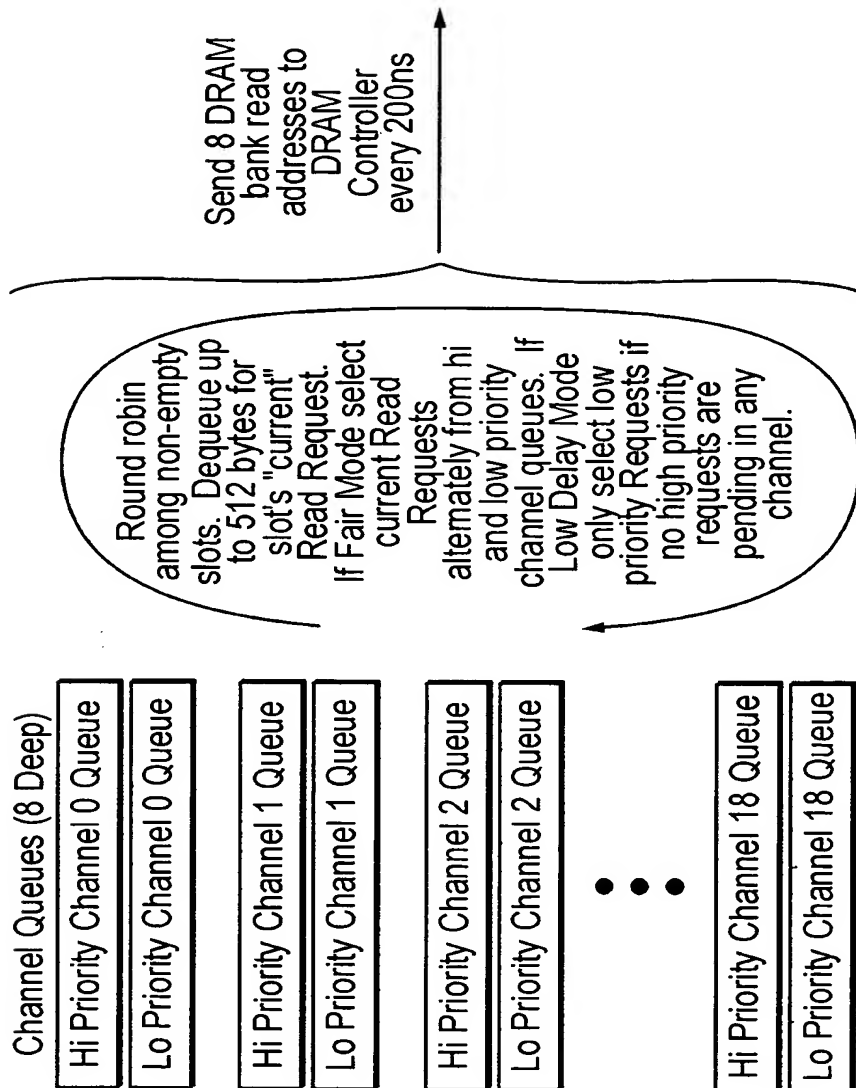 Channel Queues (8 Deep)
Hi Priority Channel 0 Queue
Lo Priority Channel 0 Queue
Hi Priority Channel 1 Queue
Lo Priority Channel 1 Queue
Hi Priority Channel 2 Queue
Lo Priority Channel 2 Queue
Hi Priority Channel 18 Queue
Lo Priority Channel 18 Queue
Round robin
among non-empty
slots. Dequeue up
to 512 bytes for
slot's "current"
Read Request.
If Fair Mode select
current Read
Requests
alternately from hi
and low priority
channel queues. If
Low Delay Mode
only select low
priority Requests if
no high priority
requests are
pending in any
channel.
Send 8 DRAM
bank read
addresses to
DRAM
Controller
every 200ns